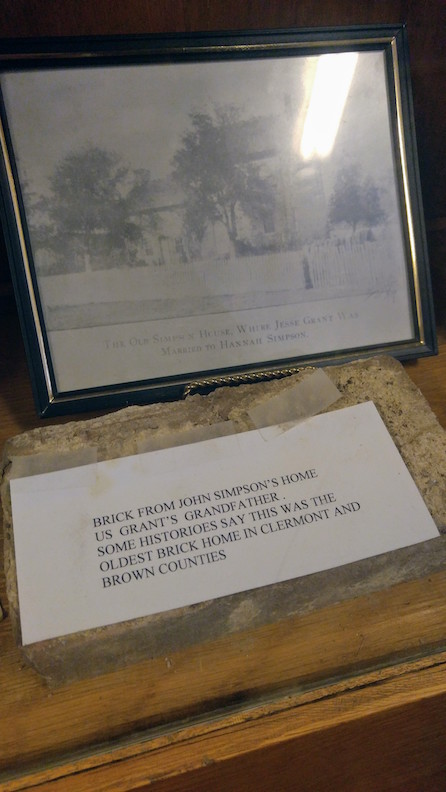 The Old Simpson House, Where Jesse Grant Was
Married to Hannah Simpson.
BRICK FROM JOHN SIMPSON'S HOME
US GRANT'S GRANDFATHER .
SOME HISTORIOES SAY THIS WAS THE
OLDEST BRICK HOME IN CLERMONT AND
BROWN COUNTIES